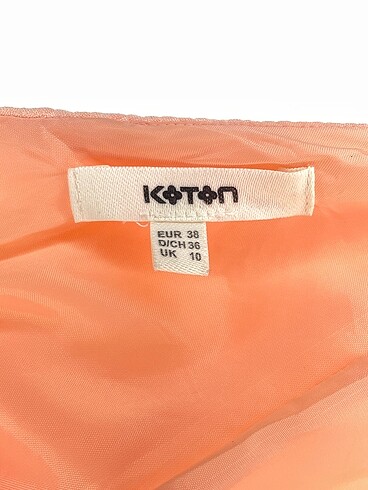 KOTON
EUR 38
D/CH 36
UK 10